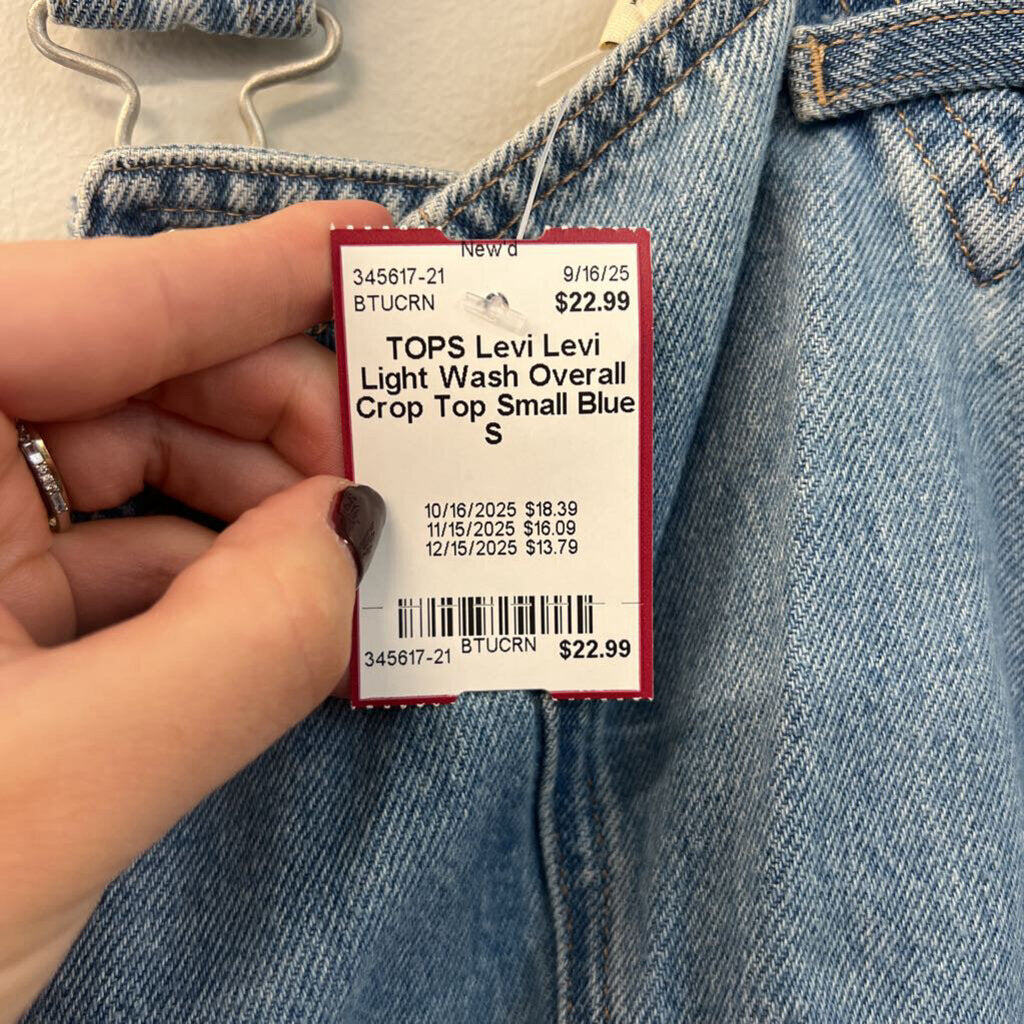 New'd
345617-21 9/16/25
BTUCRN $22.99
TOPS Levi Levi
Light Wash Overall
Crop Top Small Blue
S
10/16/2025 $18.39
11/15/2025 $16.09
12/15/2025 $13.79
345617-21 BTUCRN $22.99